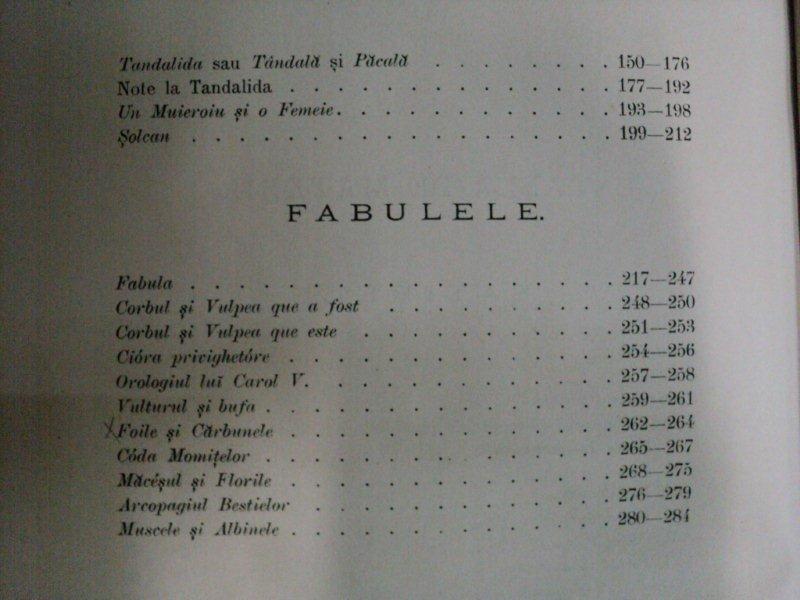 Tandalida sau Tândală și Păcală . . . . . . . . 150—176
Note la Tandalida . . . . . . . . . . . . . . 177—192
Un Muieroiu și o Femeie. . . . . . . . . . . . 193—198
Șolcan . . . . . . . . . . . . . . . . . . 199—212
FABULELE.
Fabula . . . . . . . . . . . . . . . . . . 217—247
Corbul și Vulpea que a fost . . . . . . . . . . 248—250
Corbul și Vulpea que este . . . . . . . . . . . 251—253
Cióra privighetóre . . . . . . . . . . . . . . 254—256
Orologiul luĭ Carol V. . . . . . . . . . . . . 257—258
Vulturul și bufa . . . . . . . . . . . . . . . 259—261
Foile și Cărbunele . . . . . . . . . . . . . . 262—264
Códa Momițelor . . . . . . . . . . . . . . . 265—267
Măcéșul și Florile . . . . . . . . . . . . . . 268—275
Arcopagiul Bestielor . . . . . . . . . . . . . 276—279
Muscele și Albinele . . . . . . . . . . . . . . 280—284